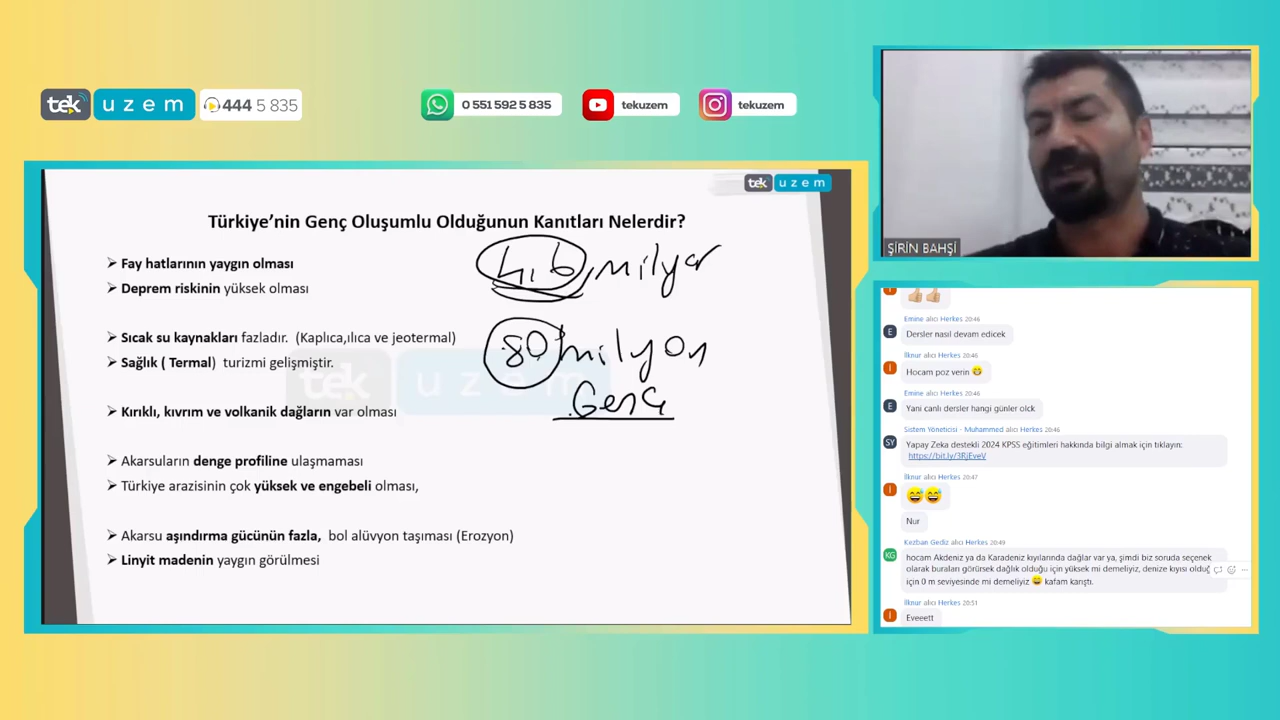 tek uzem 444 5 835
0 551 592 5 835
tekuzem
tekuzem
tek uzem
Türkiye'nin Genç Oluşumlu Olduğunun Kanıtları Nelerdir?
➢ Fay hatlarının yaygın olması
➢ Deprem riskinin yüksek olması
➢ Sıcak su kaynakları fazladır. (Kaplıca,ılıca ve jeotermal)
➢ Sağlık ( Termal) turizmi gelişmiştir.
➢ Kırıklı, kıvrım ve volkanik dağların var olması
➢ Akarsuların denge profiline ulaşmaması
➢ Türkiye arazisinin çok yüksek ve engebeli olması,
➢ Akarsu aşındırma gücünün fazla, bol alüvyon taşıması (Erozyon)
➢ Linyit madenin yaygın görülmesi
milyar
80 milyon
Genç
tek uzem
ŞİRİN BAHŞİ
Emine alıcı Herkes 20:46
E
Dersler nasıl devam edicek
İlknur alıcı Herkes 20:46
Hocam poz verin 😋
Emine alıcı Herkes 20:46
E
Yani canlı dersler hangi günler olck
Sistem Yöneticisi - Muhammed alıcı Herkes 20:46
SY
Yapay Zeka destekli 2024 KPSS eğitimleri hakkında bilgi almak için tıklayın:
https://bit.ly/3RjEveV
İlknur alıcı Herkes 20:47
😅😅
Nur
Kezban Gediz alıcı Herkes 20:49
KG
hocam Akdeniz ya da Karadeniz kıyılarında dağlar var ya, şimdi biz soruda seçenek
olarak buraları görürsek dağlık olduğu için yüksek mi demeliyiz, denize kıyısı olduğ
için 0 m seviyesinde mi demeliyiz 😄 kafam karıştı.
İlknur alıcı Herkes 20:51
Eveeett